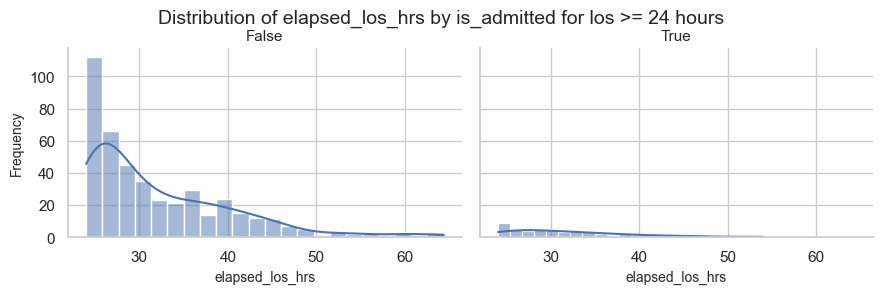 Distribution of elapsed_los_hrs by is_admitted for los >= 24 hours
False
True
Frequency
100
80
60
40
20
0
30
40
50
60
30
40
50
60
elapsed_los_hrs
elapsed_los_hrs